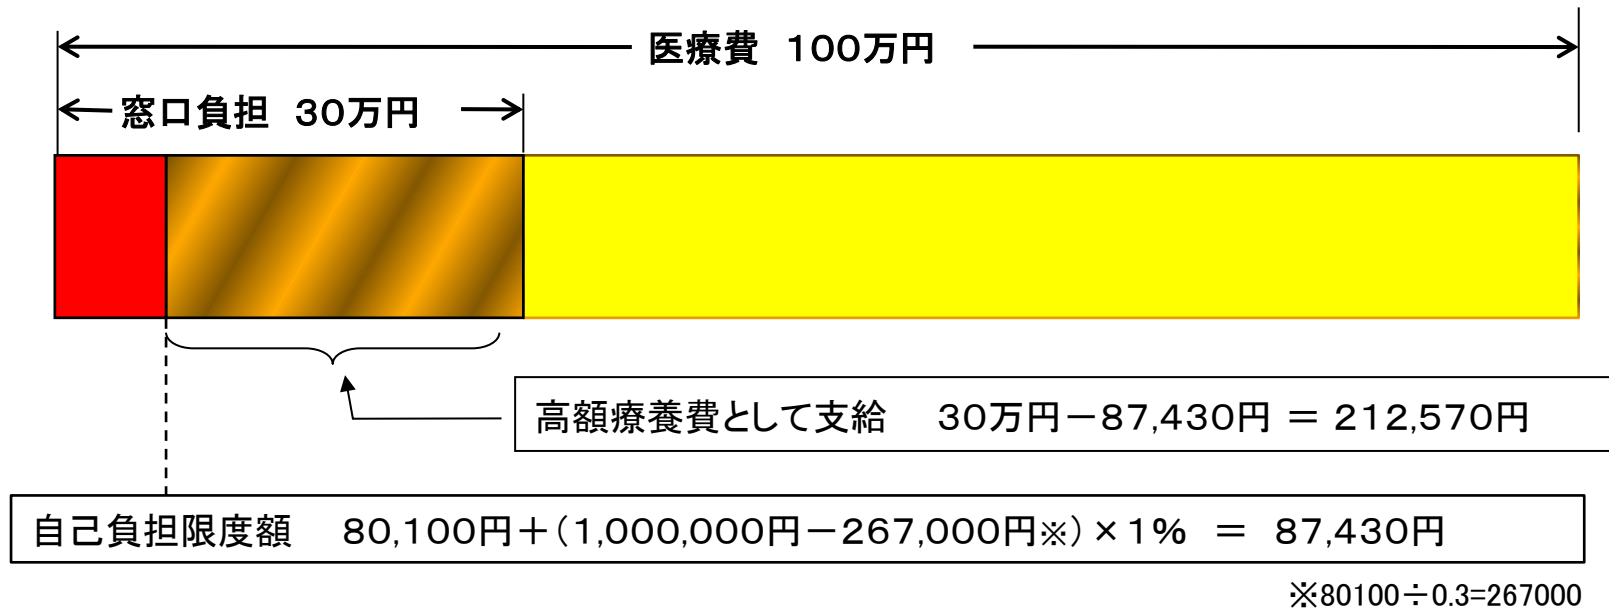 医療費　100万円
窓口負担　30万円
高額療養費として支給　30万円－87,430円 ＝ 212,570円
自己負担限度額　80,100円＋（1,000,000円－267,000円※）×1%　＝　87,430円
※80100÷0.3=267000